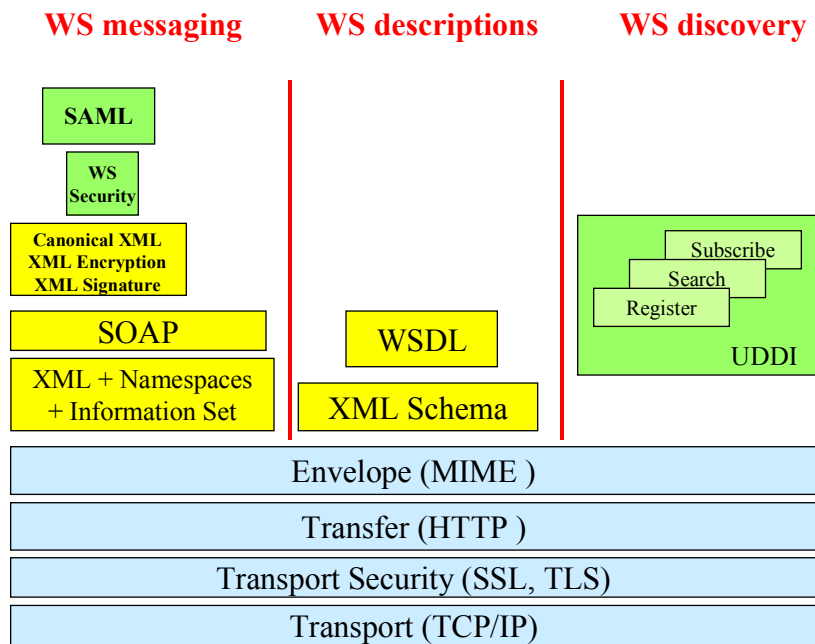 WS messaging
WS descriptions
WS discovery
SAML
WS
Security
Canonical XML
XML Encryption
XML Signature
SOAP
XML + Namespaces
+ Information Set
WSDL
XML Schema
Subscribe
Search
Register
UDDI
Envelope (MIME )
Transfer (HTTP )
Transport Security (SSL, TLS)
Transport (TCP/IP)